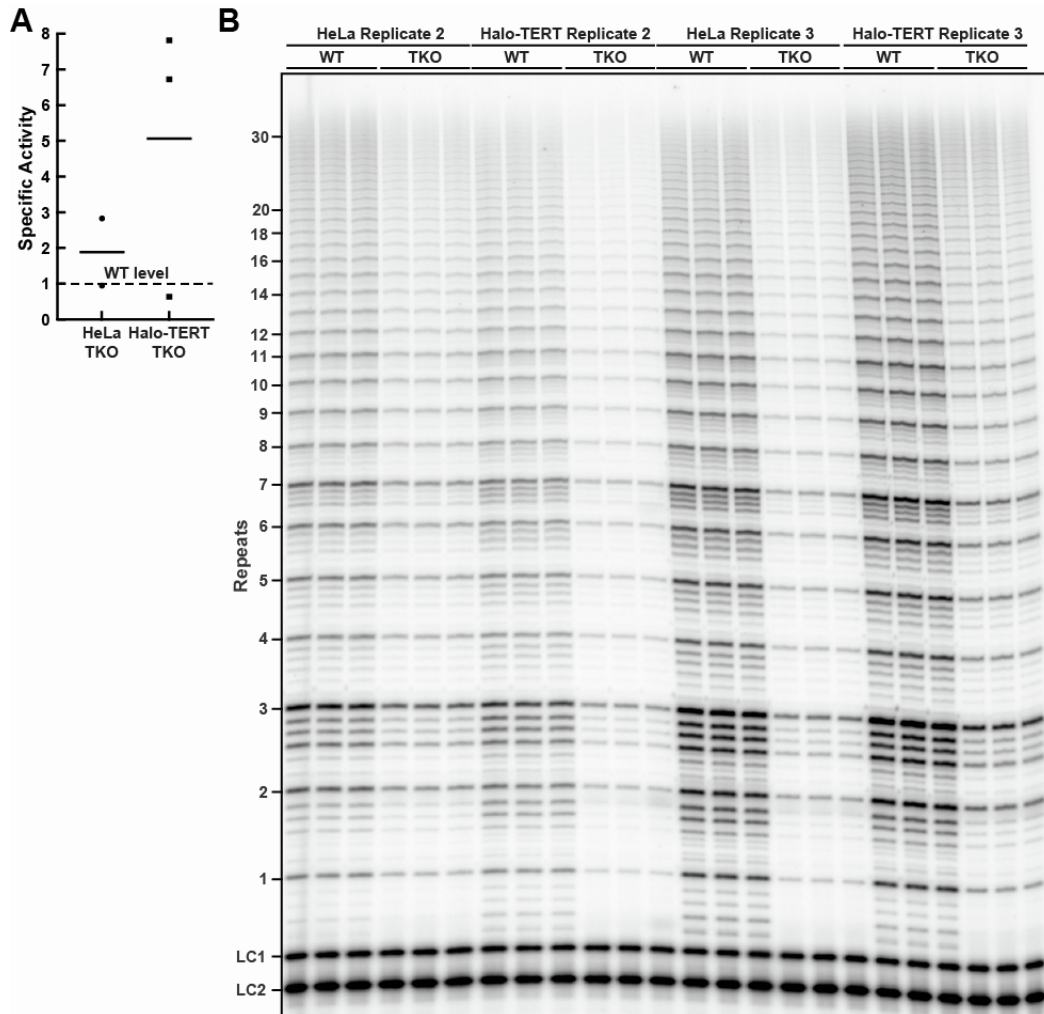 A
8
7
6
5
4
3
2
1
0
Specific Activity
WT level
HeLa Halo-TERT
TKO TKO
B
HeLa Replicate 2 Halo-TERT Replicate 2 HeLa Replicate 3 Halo-TERT Replicate 3
WT TKO WT TKO WT TKO WT TKO
30
20
18
16
14
12
11
10
9
8
7
6
5
4
3
2
1
LC1
LC2
Repeats